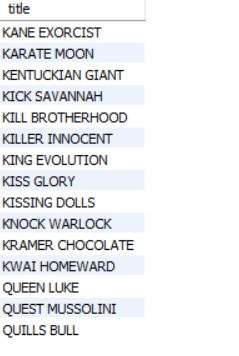 title
KANE EXORCIST
KARATE MOON
KENTUCKIAN GIANT
KICK SAVANNAH
KILL BROTHERHOOD
KILLER INNOCENT
KING EVOLUTION
KISS GLORY
KISSING DOLLS
KNOCK WARLOCK
KRAMER CHOCOLATE
KWAI HOMEWARD
QUEEN LUKE
QUEST MUSSOLINI
QUILLS BULL